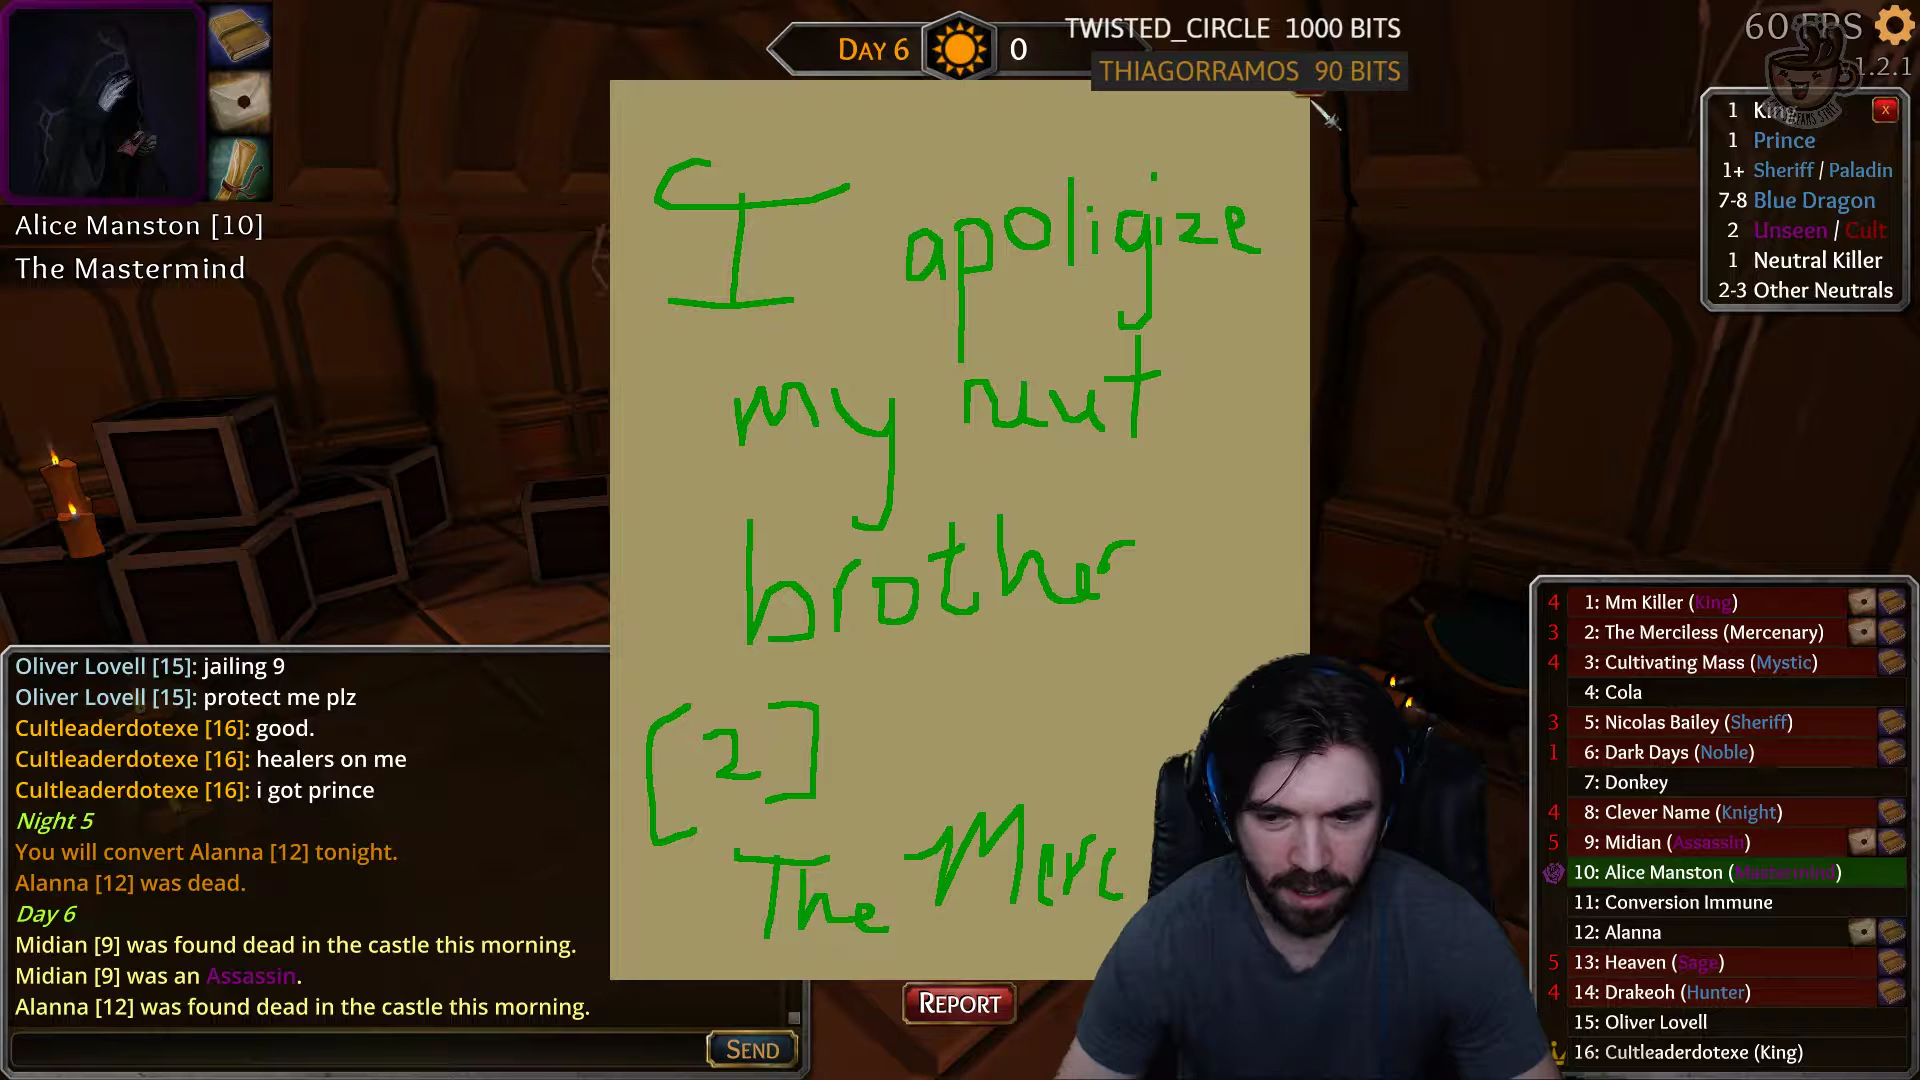 Alice Manston [10]
The Mastermind
DAY 6
0
TWISTED_CIRCLE 1000 BITS
THIAGORRAMOS 90 BITS
60 FPS
1.2.1
1 King
x
1 Prince
1+ Sheriff / Paladin
7-8 Blue Dragon
2 Unseen / Cult
1 Neutral Killer
2-3 Other Neutrals
I apoligize
my neut
brother
[2]
The Merc
Oliver Lovell [15]: jailing 9
Oliver Lovell [15]: protect me plz
Cultleaderdotexe [16]: good.
Cultleaderdotexe [16]: healers on me
Cultleaderdotexe [16]: i got prince
Night 5
You will convert Alanna [12] tonight.
Alanna [12] was dead.
Day 6
Midian [9] was found dead in the castle this morning.
Midian [9] was an Assassin.
Alanna [12] was found dead in the castle this morning.
SEND
REPORT
4 1: Mm Killer (King)
3 2: The Merciless (Mercenary)
4 3: Cultivating Mass (Mystic)
4: Cola
3 5: Nicolas Bailey (Sheriff)
1 6: Dark Days (Noble)
7: Donkey
4 8: Clever Name (Knight)
5 9: Midian (Assassin)
10: Alice Manston (Mastermind)
11: Conversion Immune
12: Alanna
5 13: Heaven (Sage)
4 14: Drakeoh (Hunter)
15: Oliver Lovell
16: Cultleaderdotexe (King)